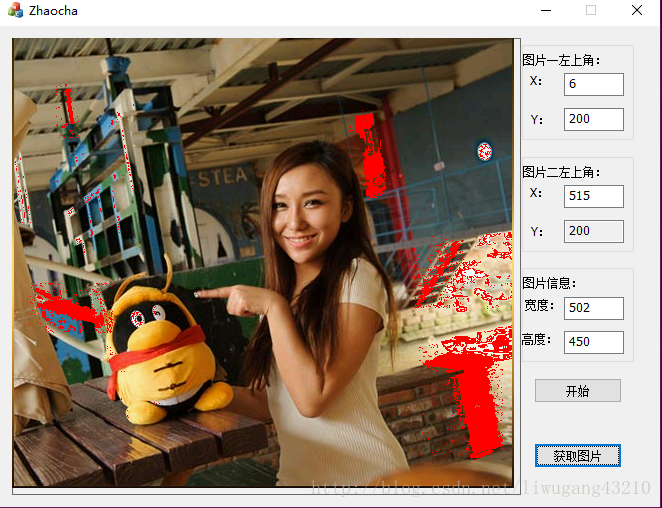 Zhaocha
图片一左上角：
X： 6
Y： 200
图片二左上角：
X： 515
Y： 200
图片信息：
宽度： 502
高度： 450
开始
获取图片
STEA
http://blog.csdn.net/liwugang43210